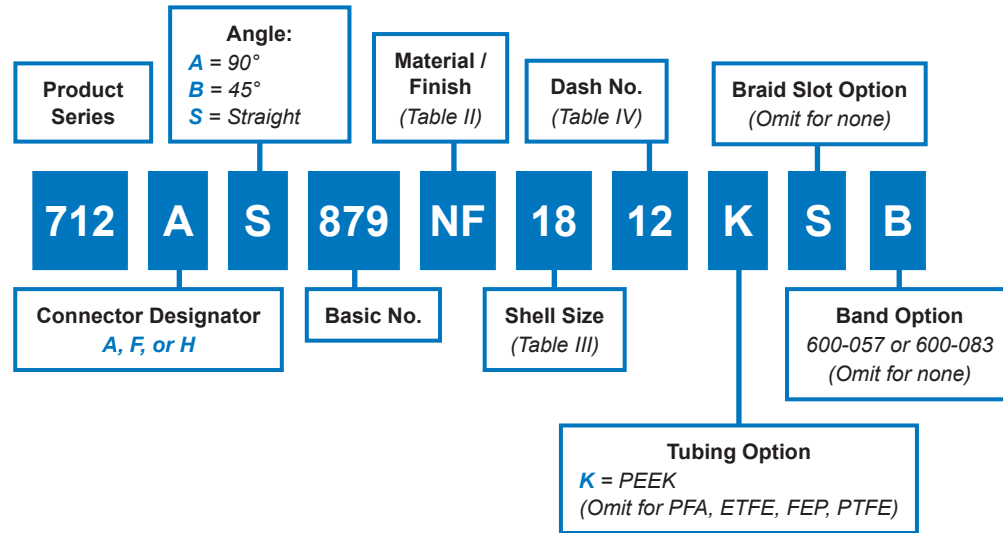 Product
Series
Angle:
A = 90°
B = 45°
S = Straight
Material /
Finish
(Table II)
Dash No.
(Table IV)
Braid Slot Option
(Omit for none)
712 A S 879 NF 18 12 K S B
Connector Designator
A, F, or H
Basic No.
Shell Size
(Table III)
Band Option
600-057 or 600-083
(Omit for none)
Tubing Option
K = PEEK
(Omit for PFA, ETFE, FEP, PTFE)